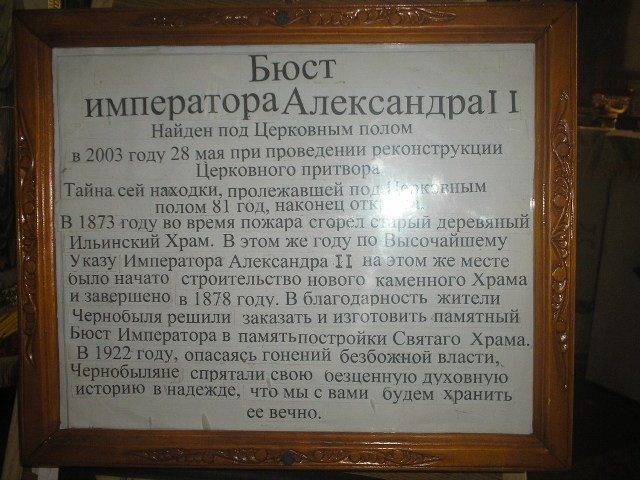 Бюст
императора Александра II
Найден под Церковным полом
в 2003 году 28 мая при проведении реконструкции
Церковного притвора
Тайна сей находки, пролежавшей под Церковным
полом 81 год, наконец
В 1873 году во время пожара сгорел старый деревяный
Ильинский Храм. В этом же году по Высочайшему
Указу Императора Александра II на этом же месте
было начато строительство нового каменного Храма
и завершено в 1878 году. В благодарность жители
Чернобыля решили заказать и изготовить памятный
Бюст Императора в память постройки Святаго Храма.
В 1922 году, опасаясь гонений безбожной власти,
Чернобыляне спрятали свою безценную духовную
историю в надежде, что мы с вами будем хранить
ее вечно.